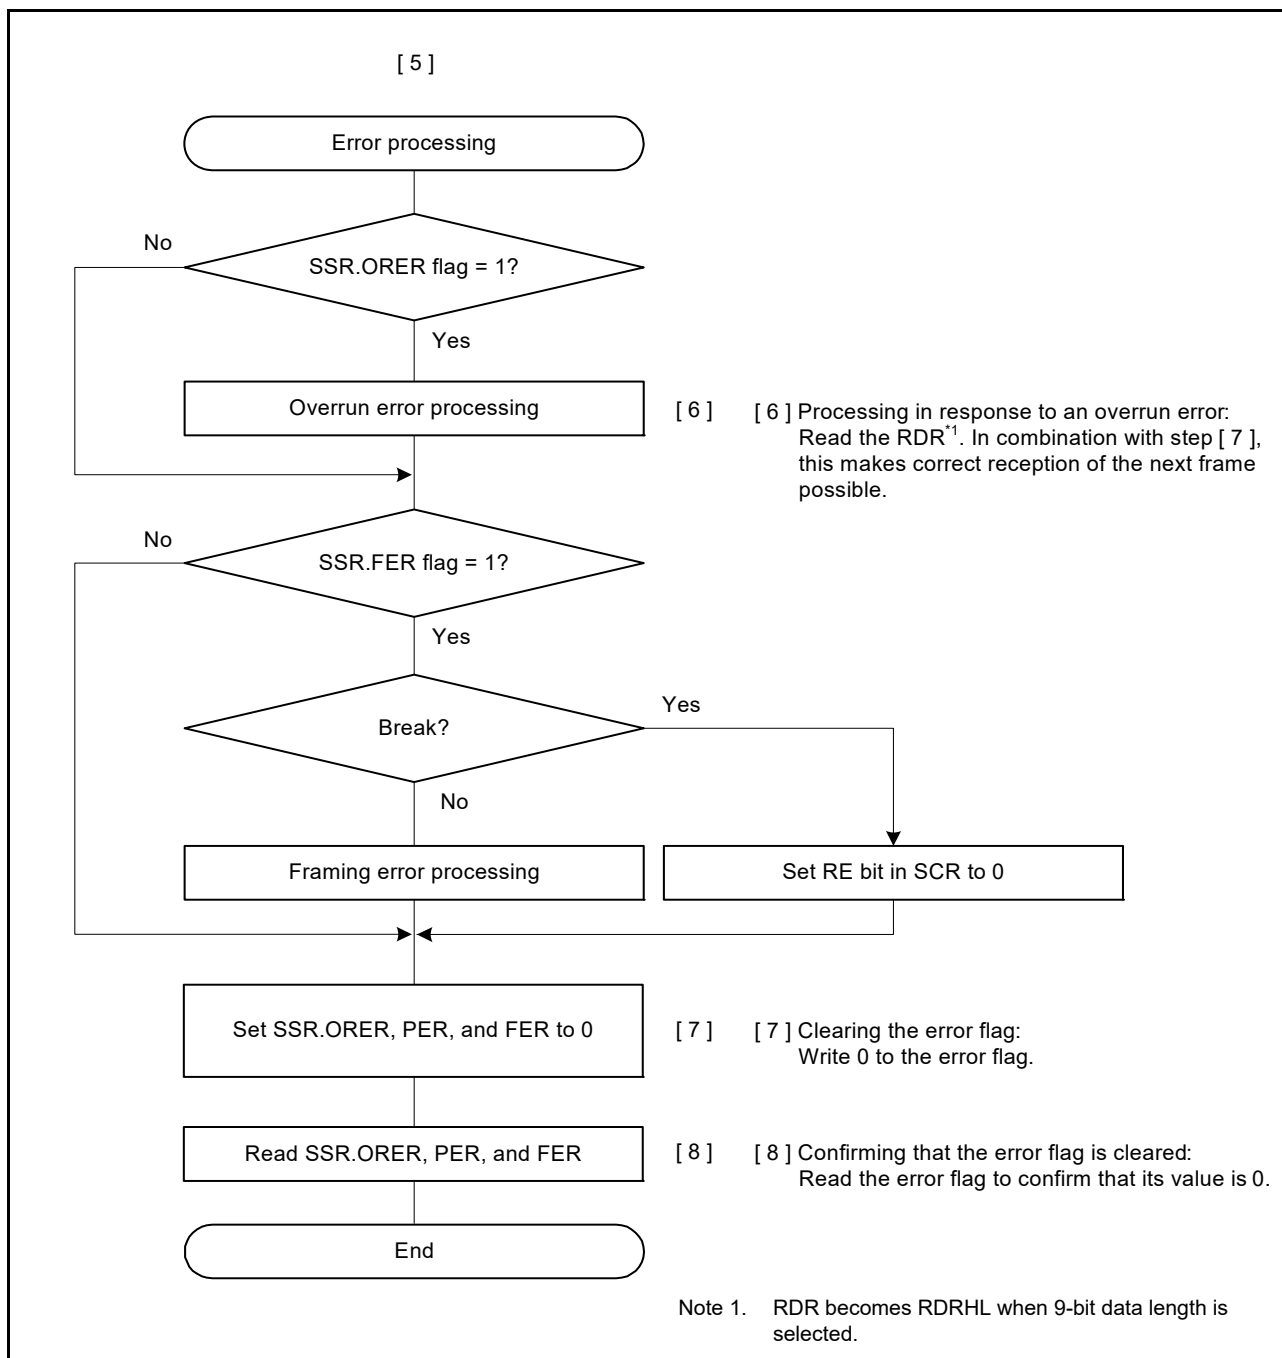 [ 5 ]
Error processing
No
SSR.ORER flag = 1?
Yes
Overrun error processing
[ 6 ]
[ 6 ] Processing in response to an overrun error:
Read the RDR*1. In combination with step [ 7 ],
this makes correct reception of the next frame
possible.
No
SSR.FER flag = 1?
Yes
Break?
Yes
No
Framing error processing
Set RE bit in SCR to 0
Set SSR.ORER, PER, and FER to 0
[ 7 ]
[ 7 ] Clearing the error flag:
Write 0 to the error flag.
Read SSR.ORER, PER, and FER
[ 8 ]
[ 8 ] Confirming that the error flag is cleared:
Read the error flag to confirm that its value is 0.
End
Note 1. RDR becomes RDRHL when 9-bit data length is
selected.